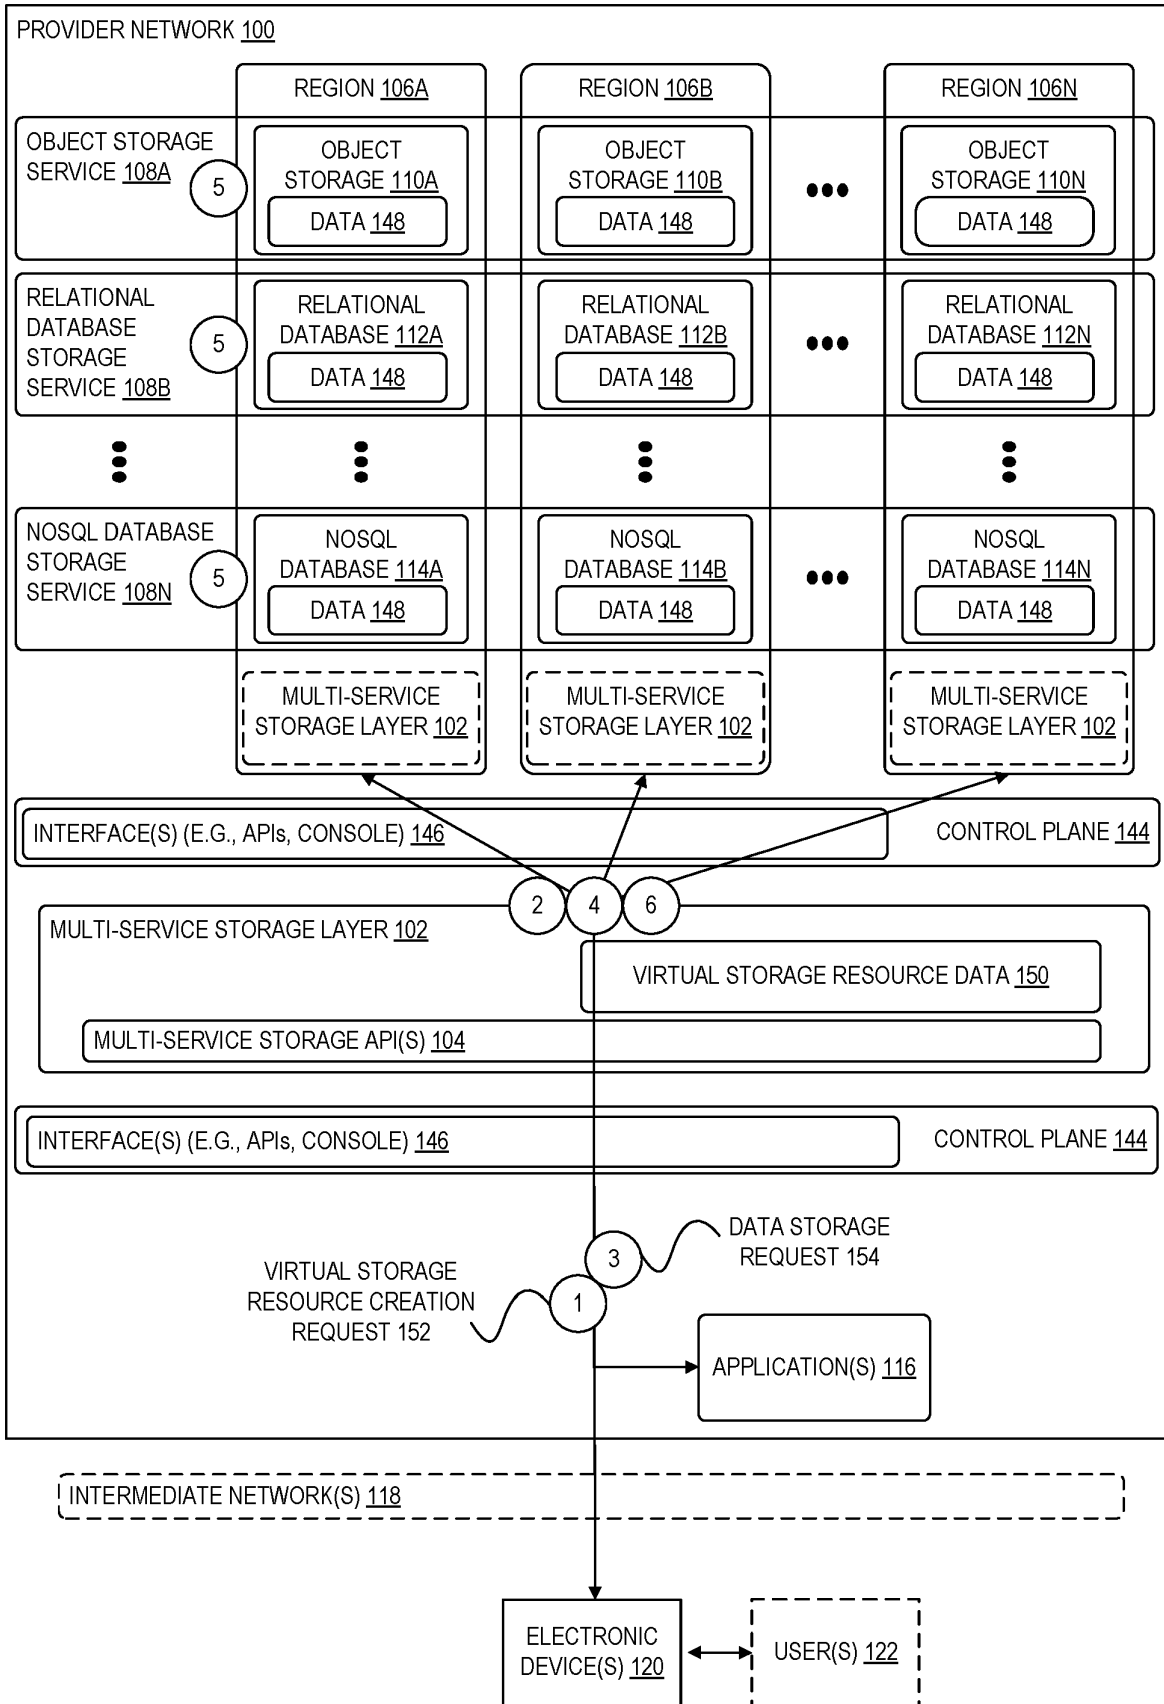 PROVIDER NETWORK 100
REGION 106A
REGION 106B
REGION 106N
OBJECT STORAGE
SERVICE 108A
5
OBJECT
STORAGE 110A
DATA 148
OBJECT
STORAGE 110B
DATA 148
OBJECT
STORAGE 110N
DATA 148
RELATIONAL
DATABASE
STORAGE
SERVICE 108B
5
RELATIONAL
DATABASE 112A
DATA 148
RELATIONAL
DATABASE 112B
DATA 148
RELATIONAL
DATABASE 112N
DATA 148
NOSQL DATABASE
STORAGE
SERVICE 108N
5
NOSQL
DATABASE 114A
DATA 148
NOSQL
DATABASE 114B
DATA 148
NOSQL
DATABASE 114N
DATA 148
MULTI-SERVICE
STORAGE LAYER 102
MULTI-SERVICE
STORAGE LAYER 102
MULTI-SERVICE
STORAGE LAYER 102
INTERFACE(S) (E.G., APIs, CONSOLE) 146
CONTROL PLANE 144
2
4
6
MULTI-SERVICE STORAGE LAYER 102
VIRTUAL STORAGE RESOURCE DATA 150
MULTI-SERVICE STORAGE API(S) 104
INTERFACE(S) (E.G., APIs, CONSOLE) 146
CONTROL PLANE 144
DATA STORAGE
REQUEST 154
3
VIRTUAL STORAGE
RESOURCE CREATION
REQUEST 152
1
APPLICATION(S) 116
INTERMEDIATE NETWORK(S) 118
ELECTRONIC
DEVICE(S) 120
USER(S) 122